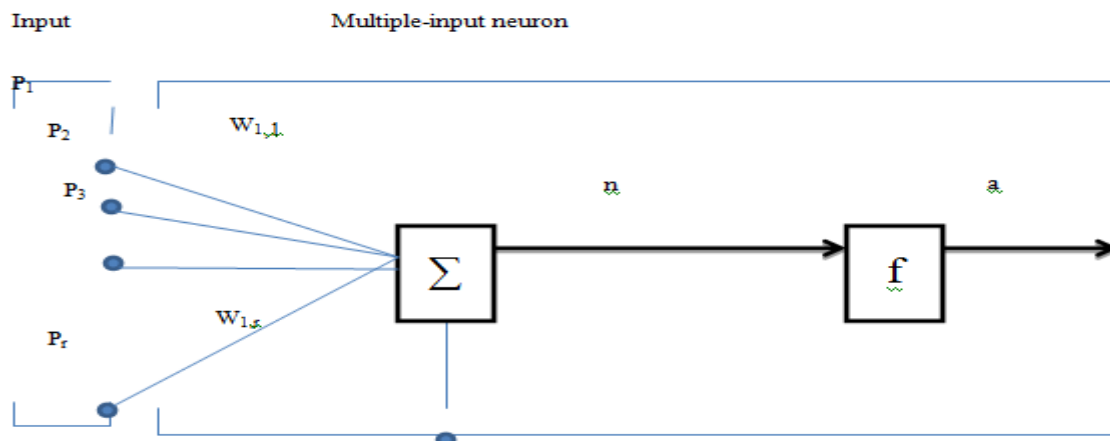 Input Multiple-input neuron
P₁
P₂ W₁,₁
P₃ n a
∑ f
W₁,ᵣ
Pᵣ